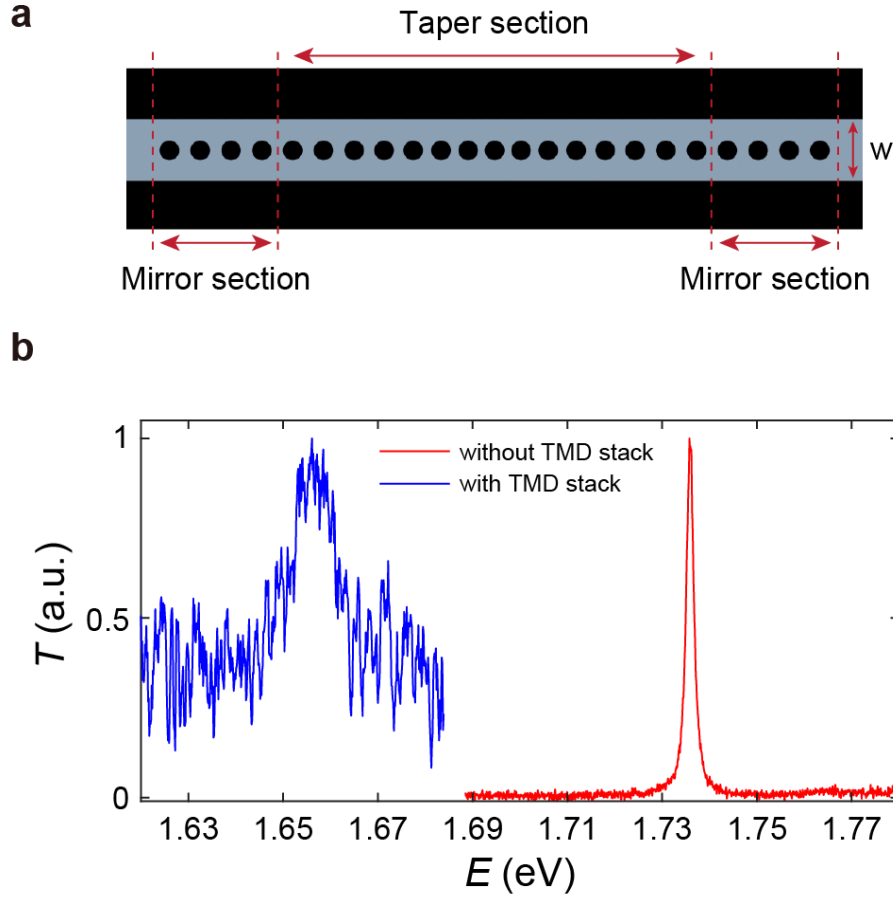 a
Taper section
w
Mirror section
Mirror section
b
without TMD stack
with TMD stack
1
0.5
0
T (a.u.)
1.63
1.65
1.67
1.69
1.71
1.73
1.75
1.77
E (eV)